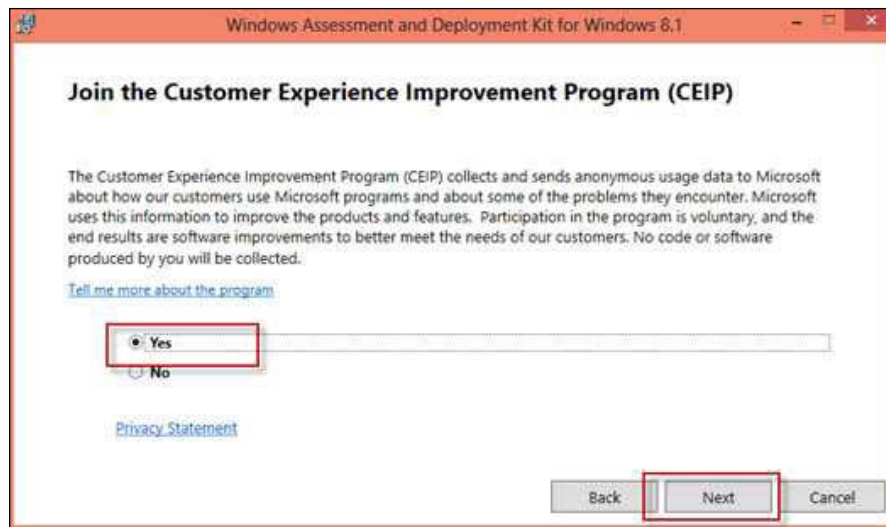 Windows Assessment and Deployment Kit for Windows 8.1
Join the Customer Experience Improvement Program (CEIP)
The Customer Experience Improvement Program (CEIP) collects and sends anonymous usage data to Microsoft
about how our customers use Microsoft programs and about some of the problems they encounter. Microsoft
uses this information to improve the products and features. Participation in the program is voluntary, and the
end results are software improvements to better meet the needs of our customers. No code or software
produced by you will be collected.
Tell me more about the program
Yes
No
Privacy Statement
Back Next Cancel